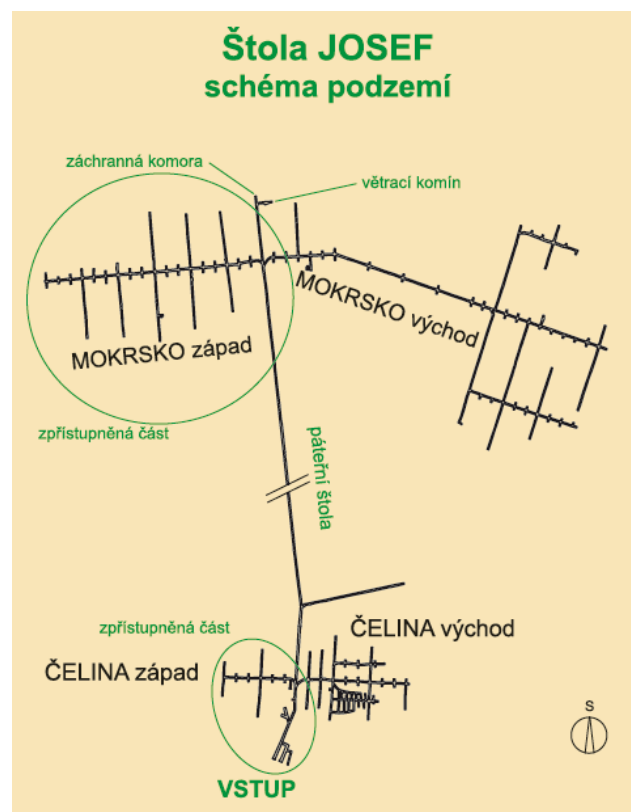 Štola JOSEF
schéma podzemí
záchranná komora
větrací komín
MOKRSKO západ
MOKRSKO východ
zpřístupněná část
páteřní štola
zpřístupněná část
ČELINA východ
ČELINA západ
S
VSTUP